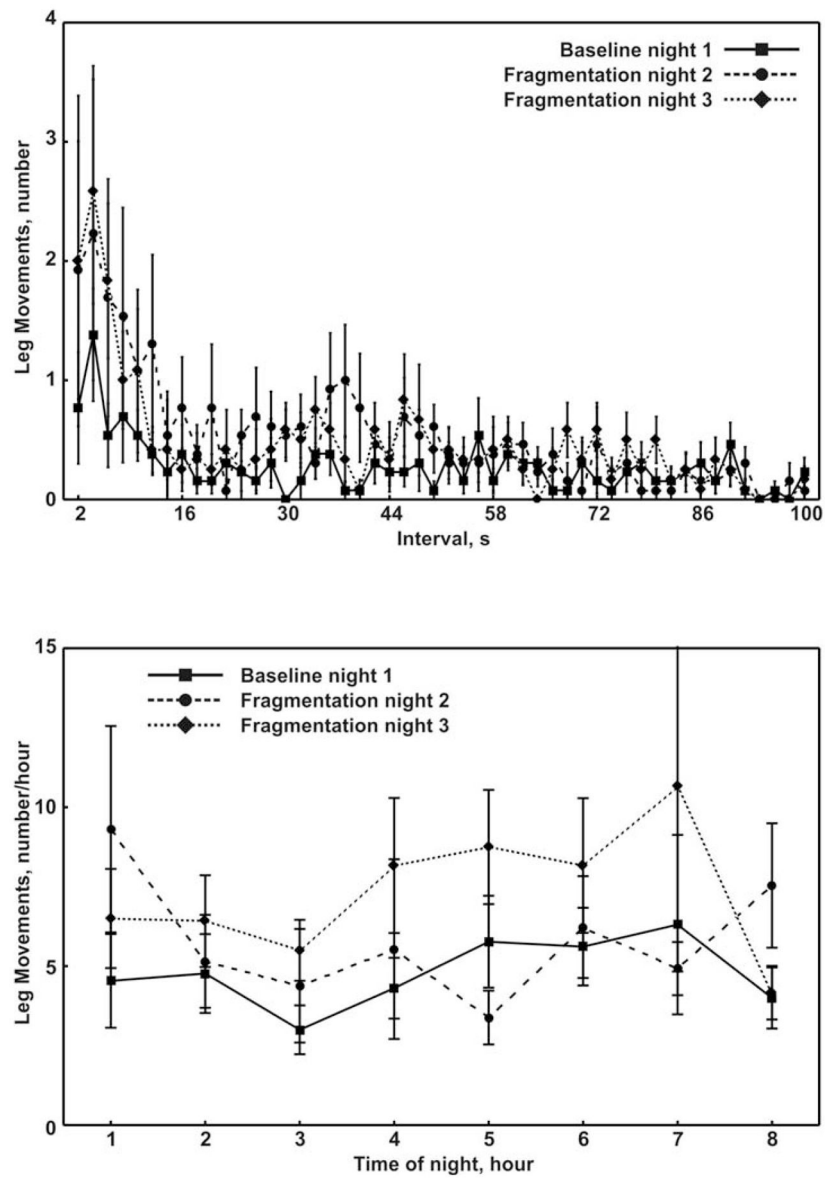 4
Baseline night 1
Fragmentation night 2
Fragmentation night 3
3
2
1
0
Leg Movements, number
2 16 30 44 58 72 86 100
Interval, s
15
Baseline night 1
Fragmentation night 2
Fragmentation night 3
10
5
0
Leg Movements, number/hour
1 2 3 4 5 6 7 8
Time of night, hour